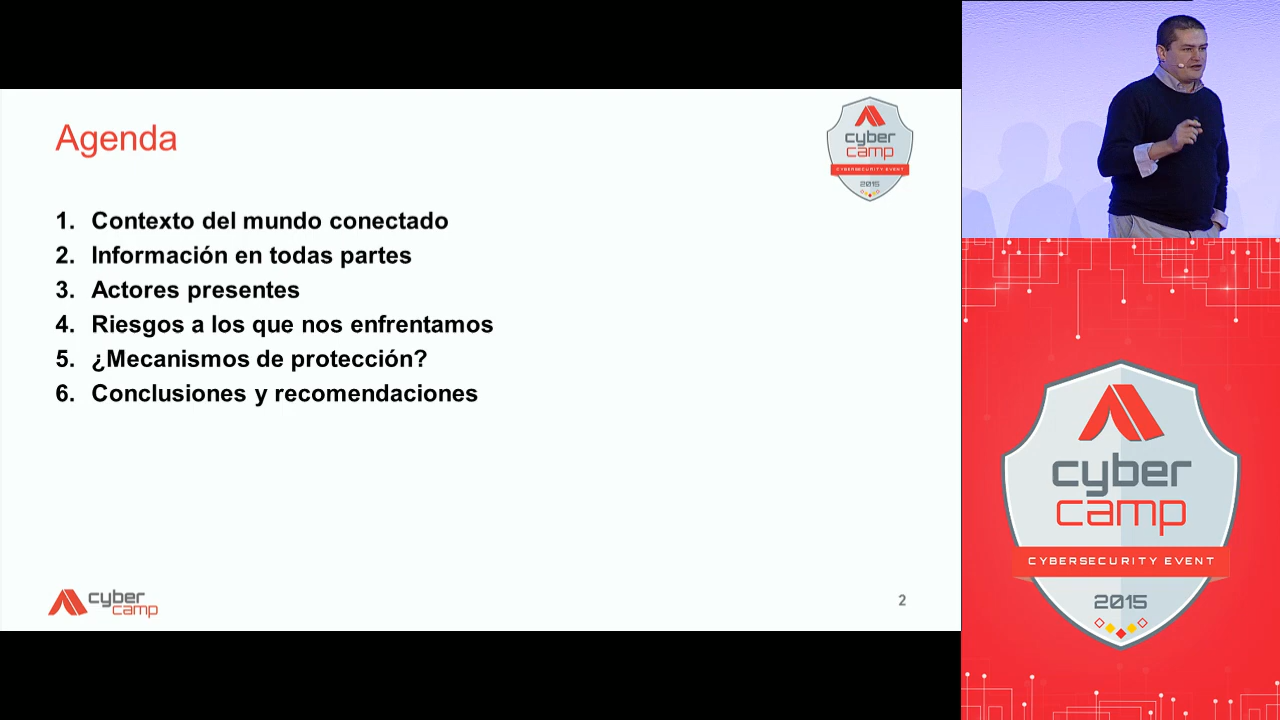 Agenda
1. Contexto del mundo conectado
2. Información en todas partes
3. Actores presentes
4. Riesgos a los que nos enfrentamos
5. ¿Mecanismos de protección?
6. Conclusiones y recomendaciones
cyber
camp
CYBERSECURITY EVENT
2015
cyber
camp
2
cyber
camp
CYBERSECURITY EVENT
2015